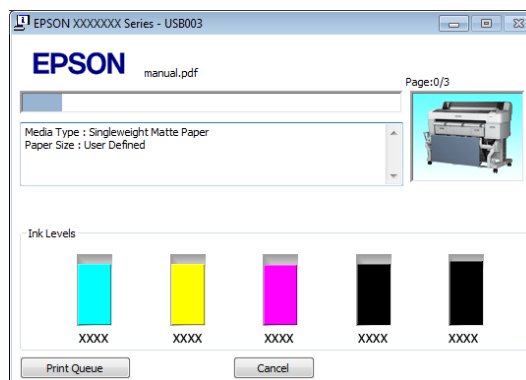 EPSON XXXXXXX Series - USB003
EPSON
manual.pdf
Page:0/3
Media Type : Singleweight Matte Paper
Paper Size : User Defined
Ink Levels
XXXX XXXX XXXX XXXX XXXX
Print Queue Cancel